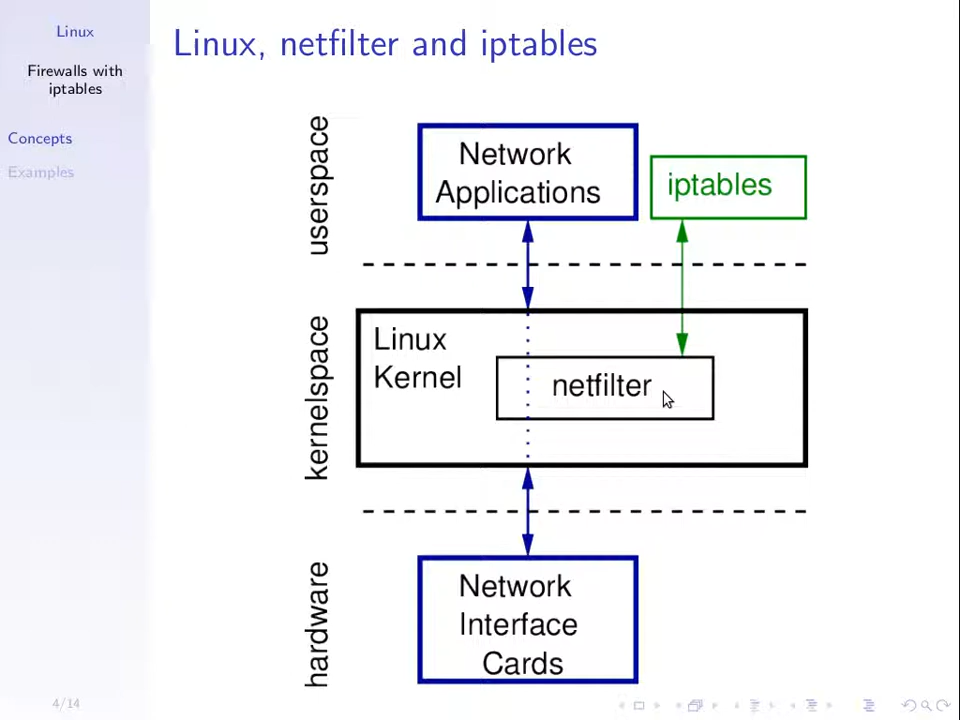 Linux
Firewalls with
iptables
Concepts
Examples
Linux, netfilter and iptables
userspace
Network
Applications
iptables
kernelspace
Linux
Kernel
netfilter
hardware
Network
Interface
Cards
4/14